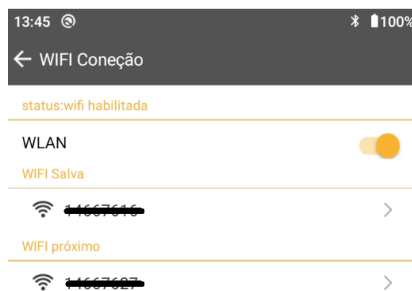 13:45 100%
WIFI Coneção
status:wifi habilitada
WLAN
WIFI Salva
WIFI próximo